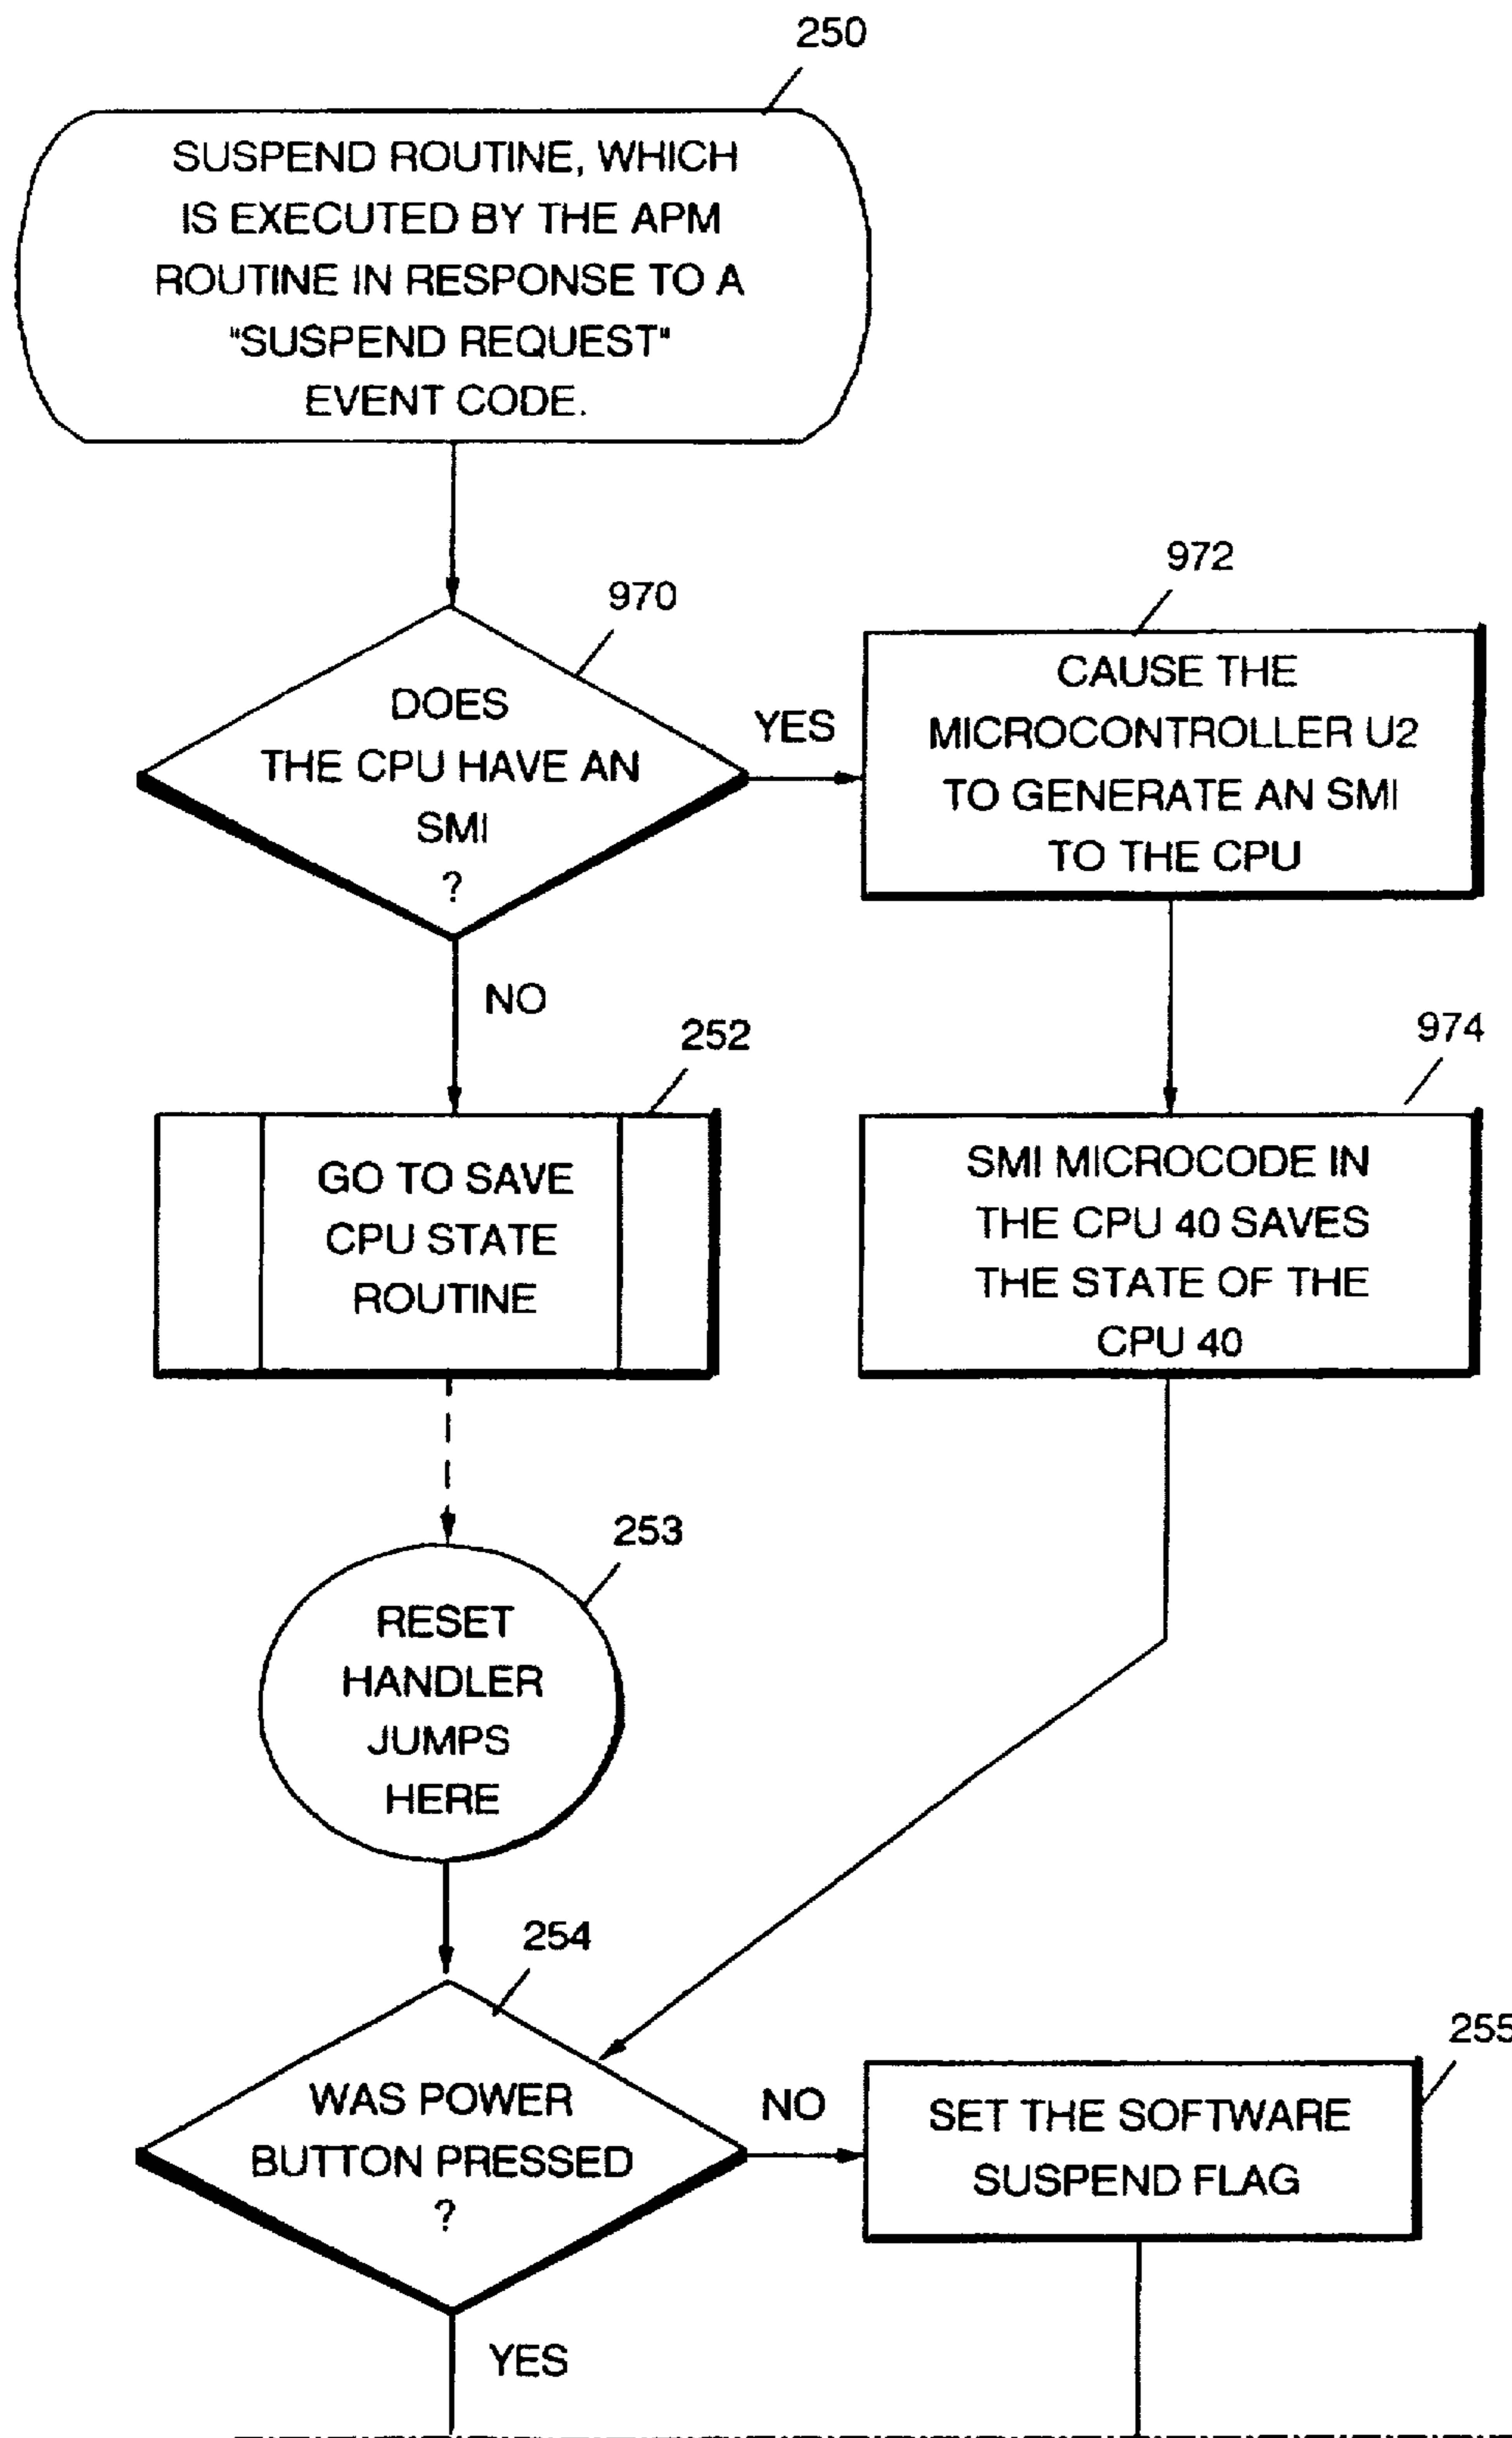 250
SUSPEND ROUTINE, WHICH
IS EXECUTED BY THE APM
ROUTINE IN RESPONSE TO A
"SUSPEND REQUEST"
EVENT CODE.
970
DOES
THE CPU HAVE AN
SMI
?
YES
972
CAUSE THE
MICROCONTROLLER U2
TO GENERATE AN SMI
TO THE CPU
NO
252
GO TO SAVE
CPU STATE
ROUTINE
974
SMI MICROCODE IN
THE CPU 40 SAVES
THE STATE OF THE
CPU 40
253
RESET
HANDLER
JUMPS
HERE
254
WAS POWER
BUTTON PRESSED
?
NO
255
SET THE SOFTWARE
SUSPEND FLAG
YES